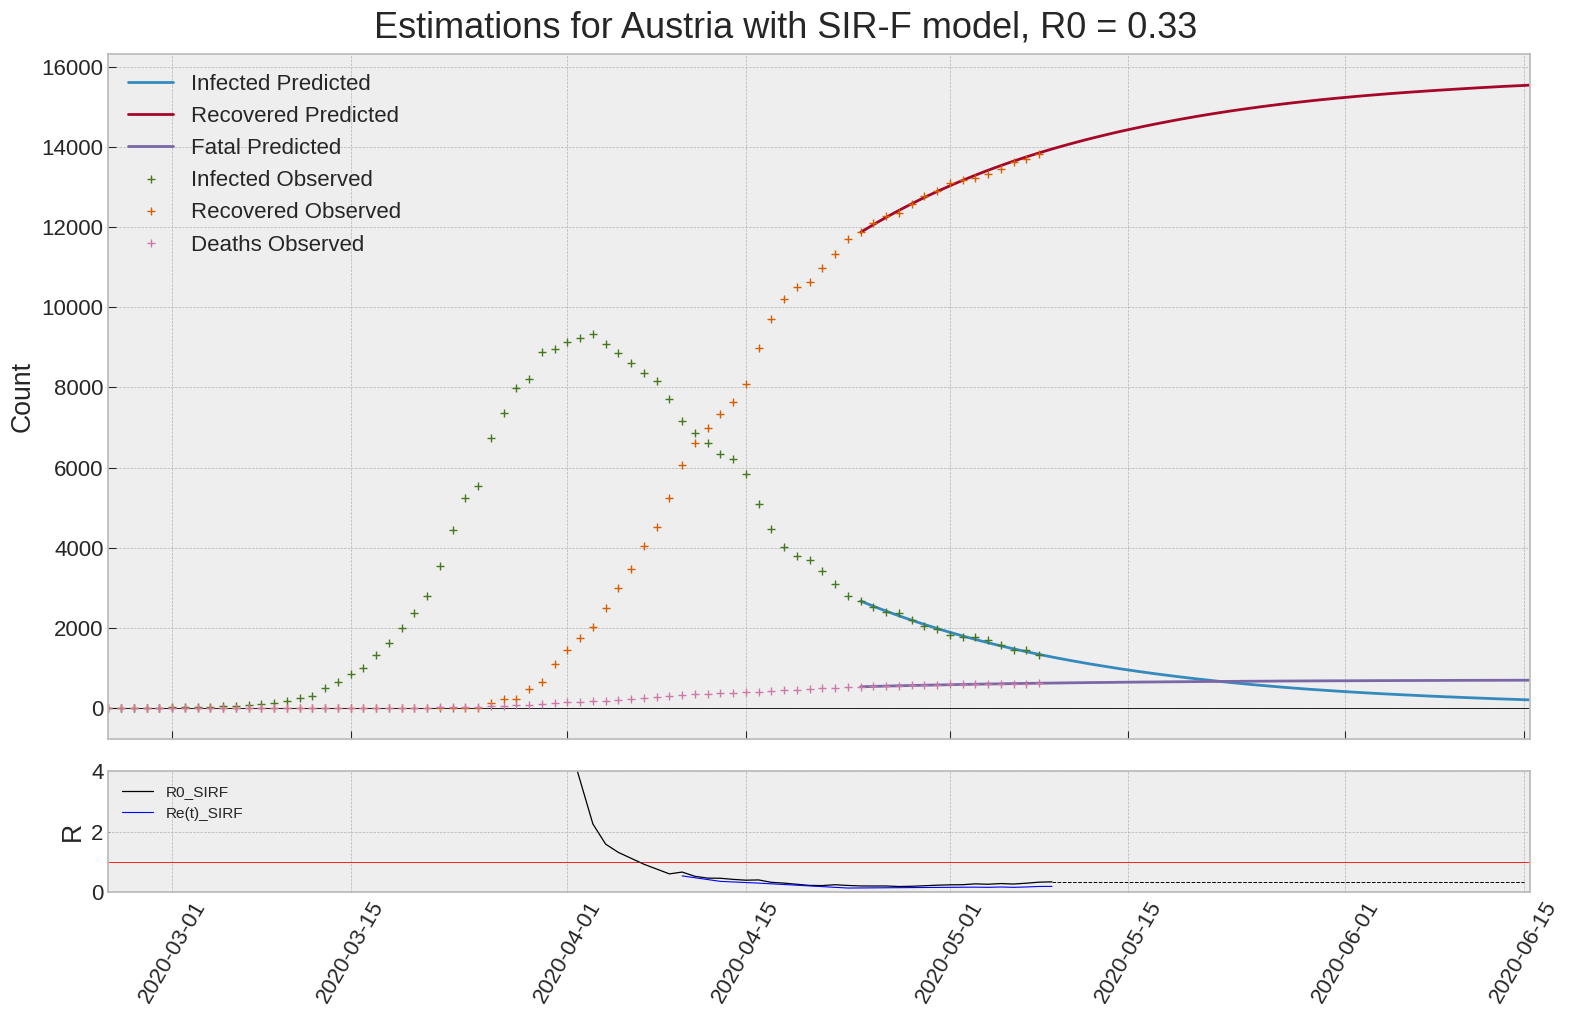 Estimations for Austria with SIR-F model, R0 = 0.33
16000
14000
12000
10000
8000
6000
4000
2000
0
Count
Infected Predicted
Recovered Predicted
Fatal Predicted
Infected Observed
Recovered Observed
Deaths Observed
4
2
0
R
R0_SIRF
Re(t)_SIRF
2020-03-01
2020-03-15
2020-04-01
2020-04-15
2020-05-01
2020-05-15
2020-06-01
2020-06-15